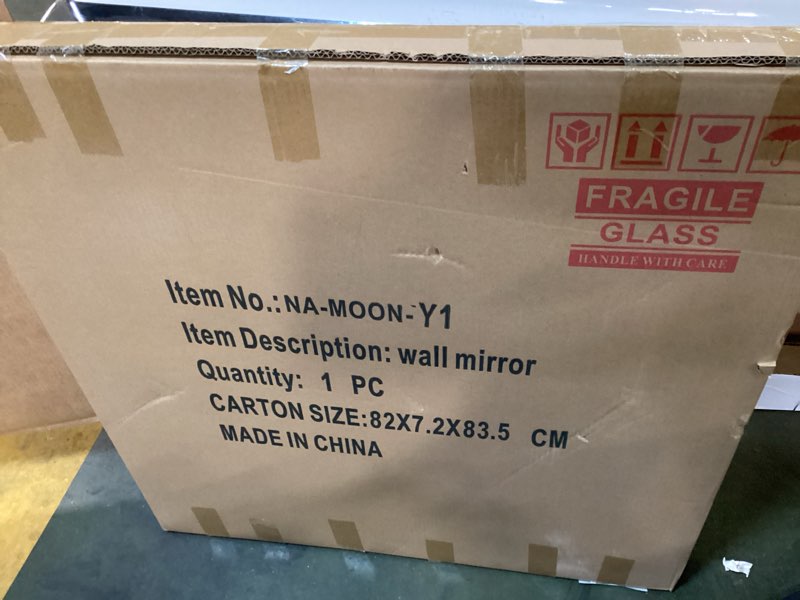 FRAGILE
GLASS
HANDLE WITH CARE
Item No.:NA-MOON-Y1
Item Description: wall mirror
Quantity: 1 PC
CARTON SIZE:82X7.2X83.5 CM
MADE IN CHINA